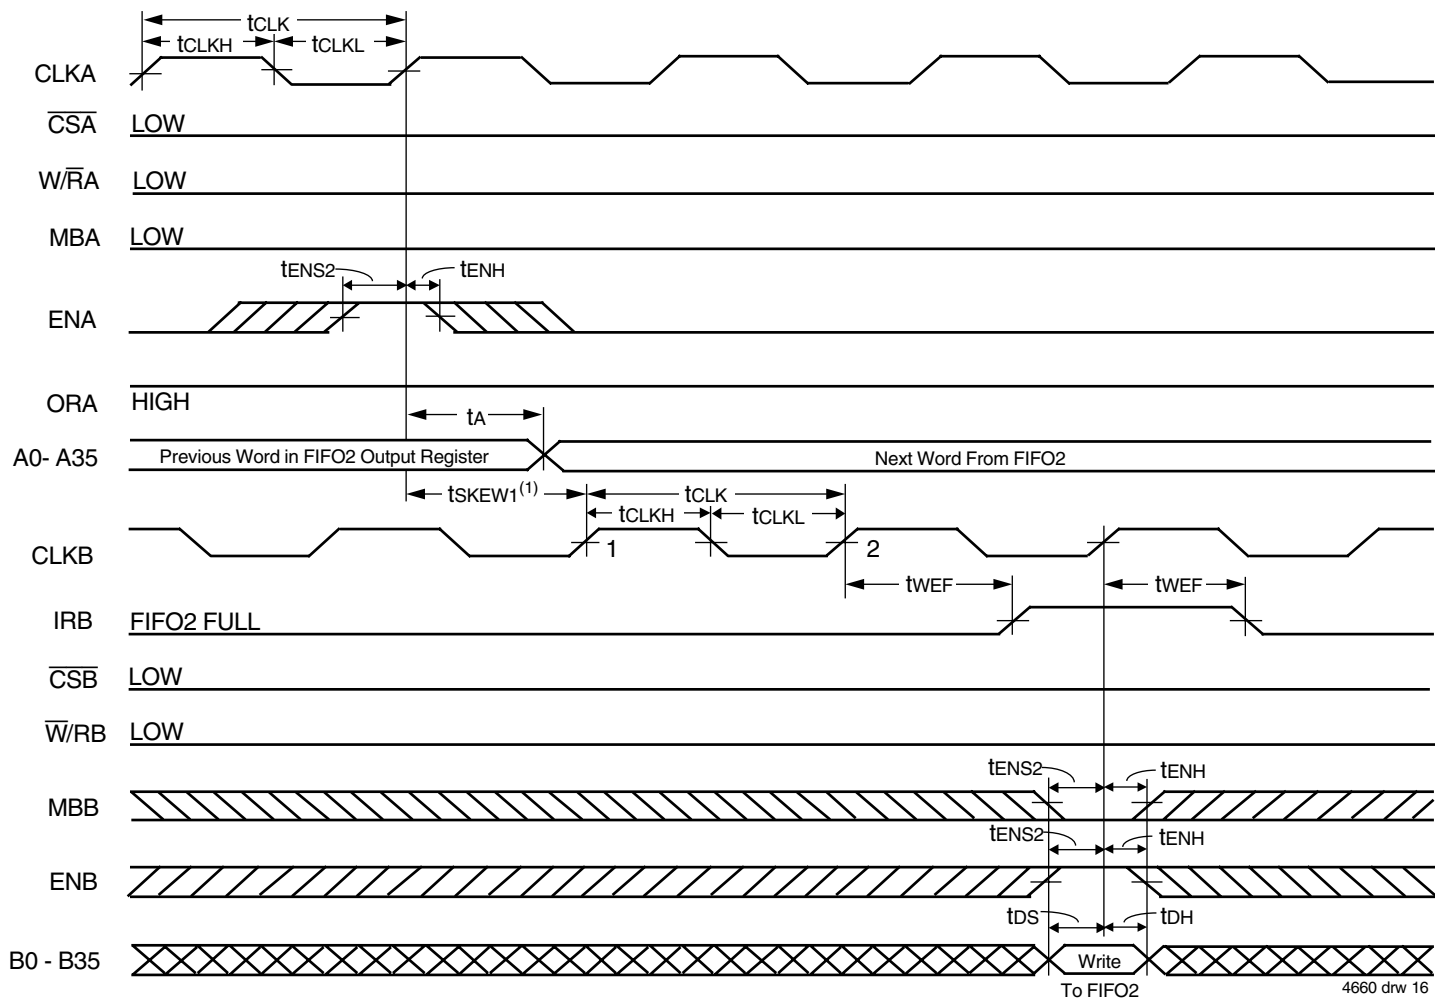 tCLK
tCLKH tCLKL
CLKA
CSA LOW
W/RA LOW
MBA LOW
tENS2 tENH
ENA
ORA HIGH
tA
A0- A35 Previous Word in FIFO2 Output Register Next Word From FIFO2
tSKEW1(1) tCLK
tCLKH tCLKL
CLKB 1 2
tWEF tWEF
IRB FIFO2 FULL
CSB LOW
W/RB LOW
tENS2 tENH
MBB
tENS2 tENH
ENB
tDS tDH
B0 - B35 Write
To FIFO2
4660 drw 16